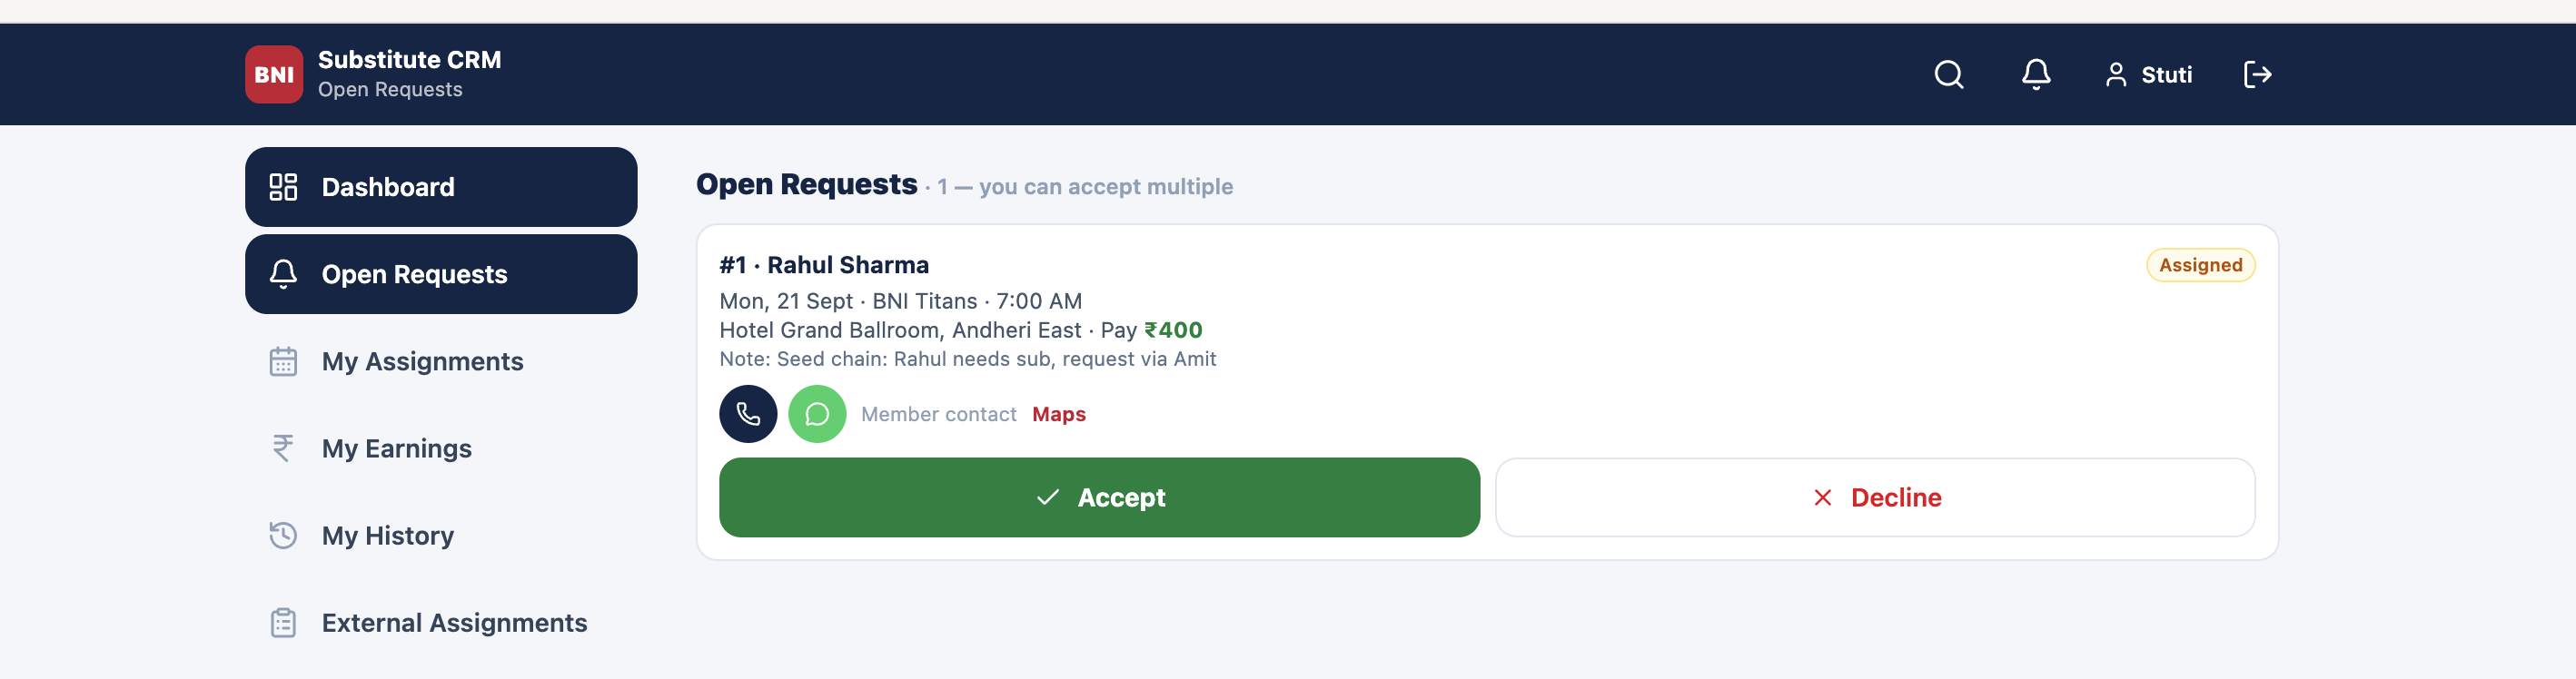 BNI
Substitute CRM
Open Requests
Stuti
Dashboard
Open Requests
My Assignments
My Earnings
My History
External Assignments
Open Requests · 1 — you can accept multiple
#1 · Rahul Sharma
Assigned
Mon, 21 Sept · BNI Titans · 7:00 AM
Hotel Grand Ballroom, Andheri East · Pay ₹400
Note: Seed chain: Rahul needs sub, request via Amit
Member contact Maps
Accept
Decline